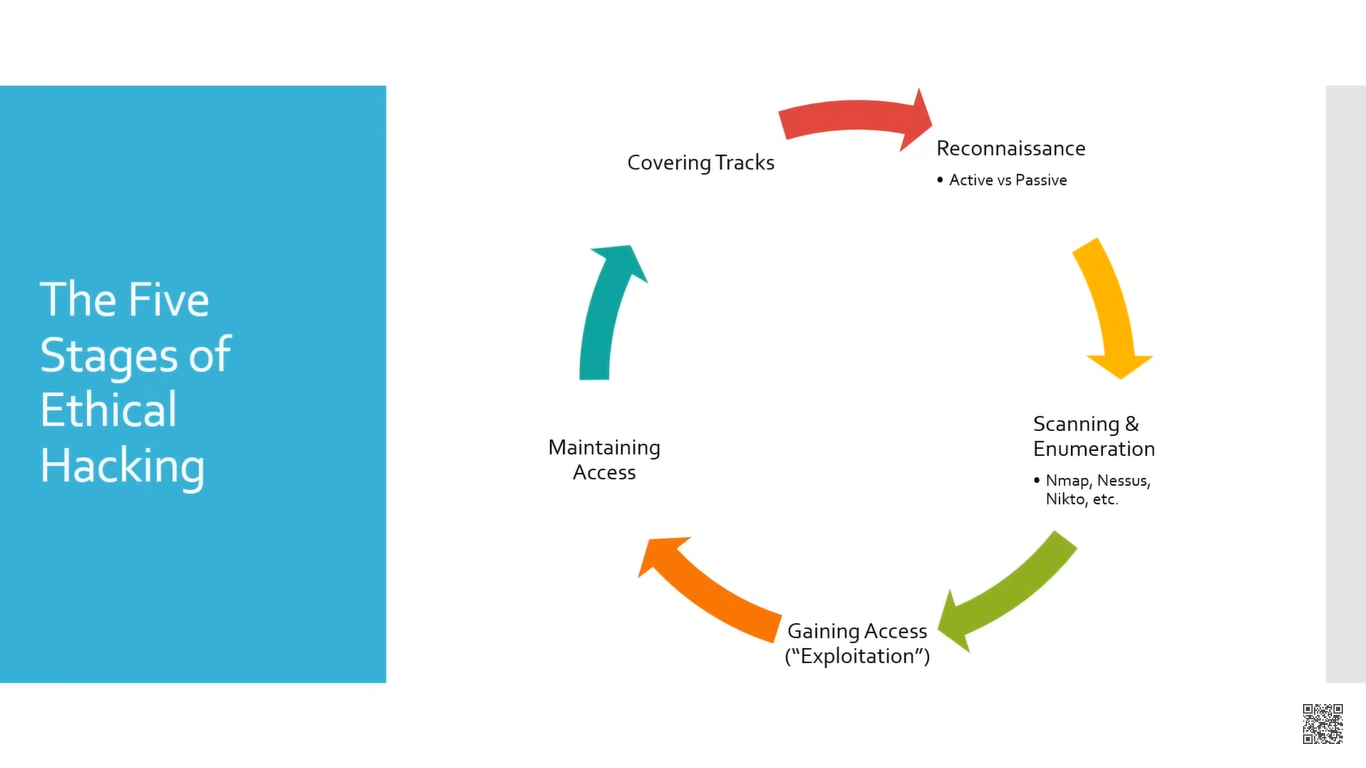 The Five
Stages of
Ethical
Hacking
Covering Tracks
Reconnaissance
• Active vs Passive
Scanning &
Enumeration
• Nmap, Nessus,
Nikto, etc.
Gaining Access
(“Exploitation”)
Maintaining
Access